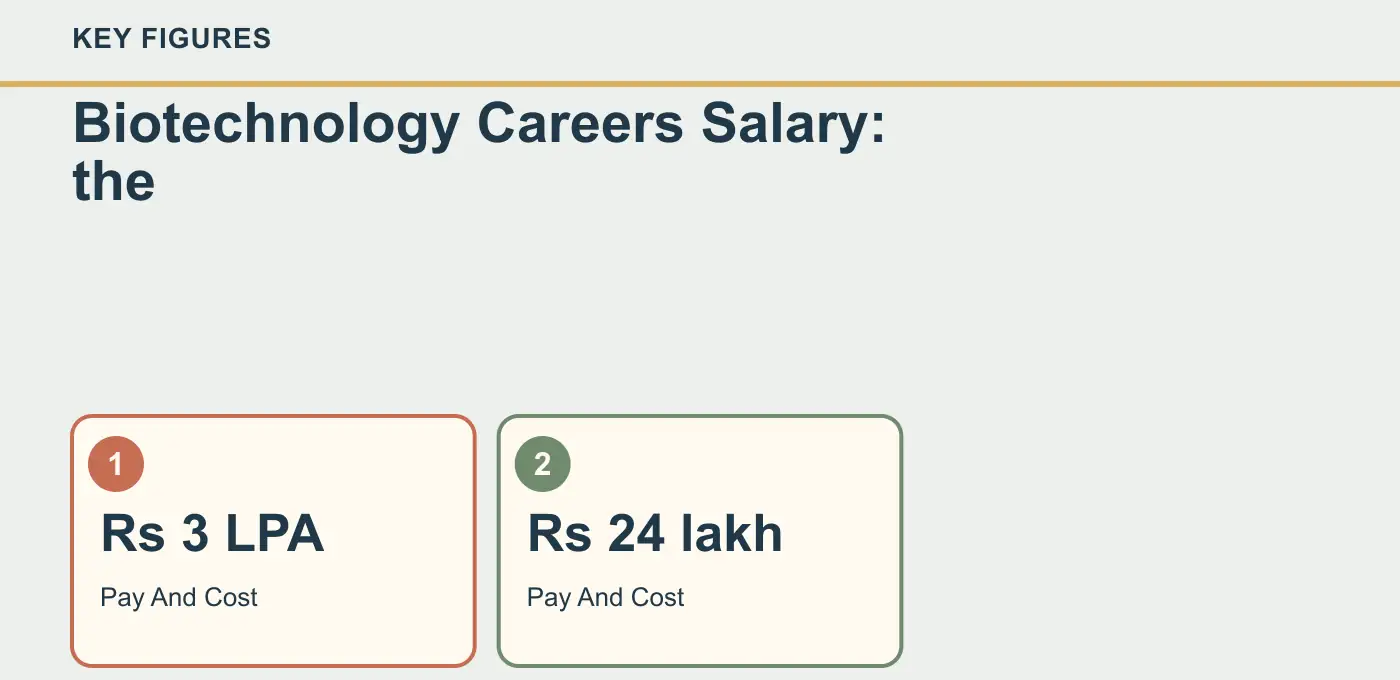 KEY FIGURES
Biotechnology Careers Salary:
the
1
Rs 3 LPA
Pay And Cost
2
Rs 24 lakh
Pay And Cost